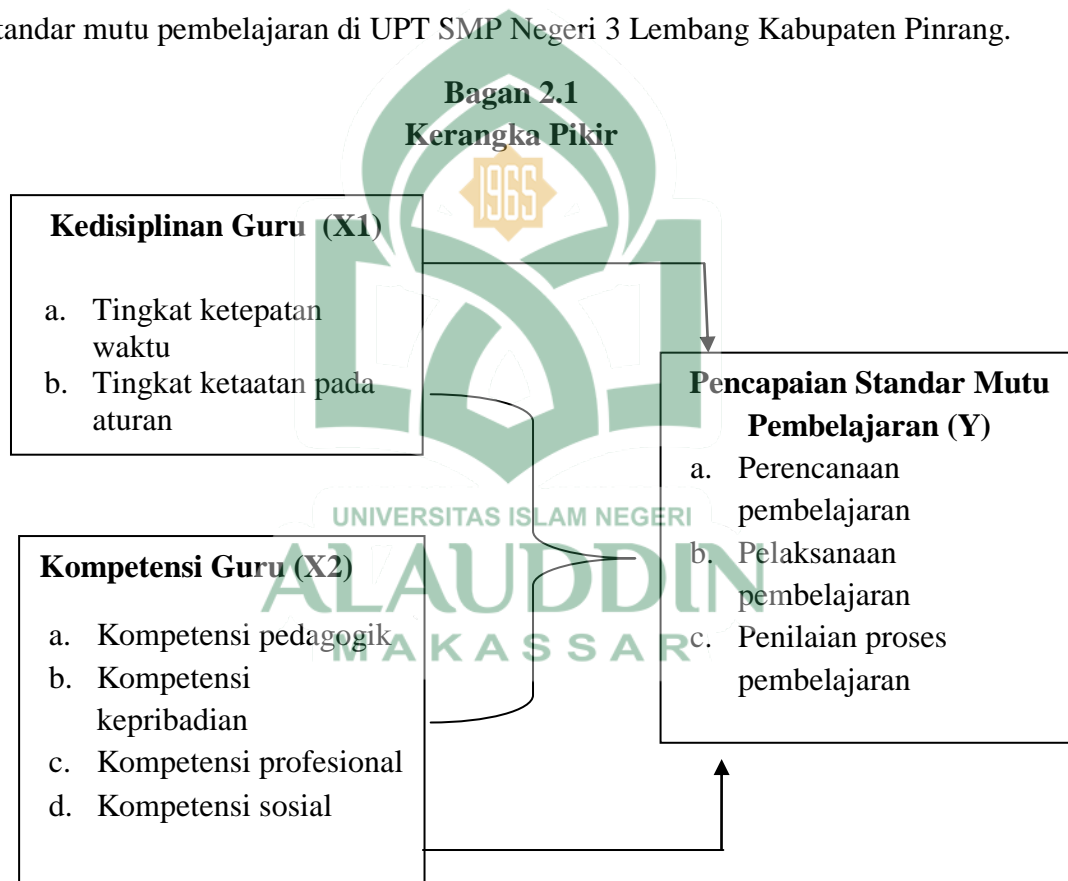 tandar mutu pembelajaran di UPT SMP Negeri 3 Lembang Kabupaten Pinrang.
Bagan 2.1
Kerangka Pikir
1965
Kedisiplinan Guru (X1)
a. Tingkat ketepatan
waktu
b. Tingkat ketaatan pada
aturan
Pencapaian Standar Mutu
Pembelajaran (Y)
a. Perencanaan
pembelajaran
b. Pelaksanaan
pembelajaran
c. Penilaian proses
pembelajaran
UNIVERSITAS ISLAM NEGERI
ALAUDDIN
MAKASSAR
Kompetensi Guru (X2)
a. Kompetensi pedagogik
b. Kompetensi
kepribadian
c. Kompetensi profesional
d. Kompetensi sosial